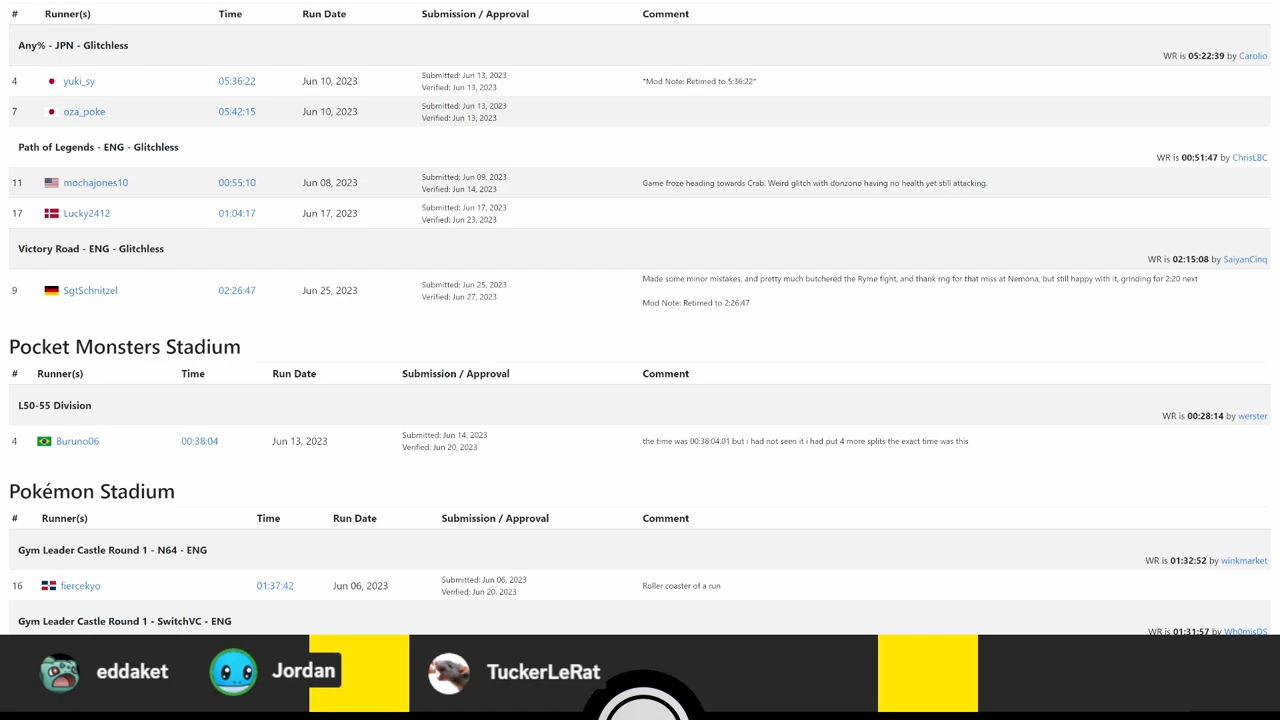 # Runner(s) Time Run Date Submission / Approval Comment
Any% - JPN - Glitchless
WR is 05:22:39 by Carolio
4 yuki_sy 05:36:22 Jun 10, 2023 Submitted: Jun 13, 2023 *Mod Note: Retimed to 5:36:22*
Verified: Jun 13, 2023
7 oza_poke 05:42:15 Jun 10, 2023 Submitted: Jun 13, 2023
Verified: Jun 13, 2023
Path of Legends - ENG - Glitchless
WR is 00:51:47 by ChrisLBC
11 mochajones10 00:55:10 Jun 08, 2023 Submitted: Jun 09, 2023 Game froze heading towards Crab. Weird glitch with donzono having no health yet still attacking.
Verified: Jun 14, 2023
17 Lucky2412 01:04:17 Jun 17, 2023 Submitted: Jun 17, 2023
Verified: Jun 23, 2023
Victory Road - ENG - Glitchless
WR is 02:15:08 by SaiyanCinq
Made some minor mistakes, and pretty much butchered the Ryme fight, and thank rng for that miss at Nemona, but still happy with it, grinding for 2:20 next
9 SgtSchnitzel 02:26:47 Jun 25, 2023 Submitted: Jun 25, 2023
Verified: Jun 27, 2023
Mod Note: Retimed to 2:26:47
Pocket Monsters Stadium
# Runner(s) Time Run Date Submission / Approval Comment
L50-55 Division
WR is 00:28:14 by werster
4 Buruno06 00:38:04 Jun 13, 2023 Submitted: Jun 14, 2023 the time was 00:38:04.01 but i had not seen it i had put 4 more splits the exact time was this
Verified: Jun 20, 2023
Pokémon Stadium
# Runner(s) Time Run Date Submission / Approval Comment
Gym Leader Castle Round 1 - N64 - ENG
WR is 01:32:52 by winkmarket
16 fiercekyo 01:37:42 Jun 06, 2023 Submitted: Jun 06, 2023 Roller coaster of a run
Verified: Jun 20, 2023
Gym Leader Castle Round 1 - SwitchVC - ENG
WR is 01:31:57 by Wh0misDS
eddaket Jordan TuckerLeRat